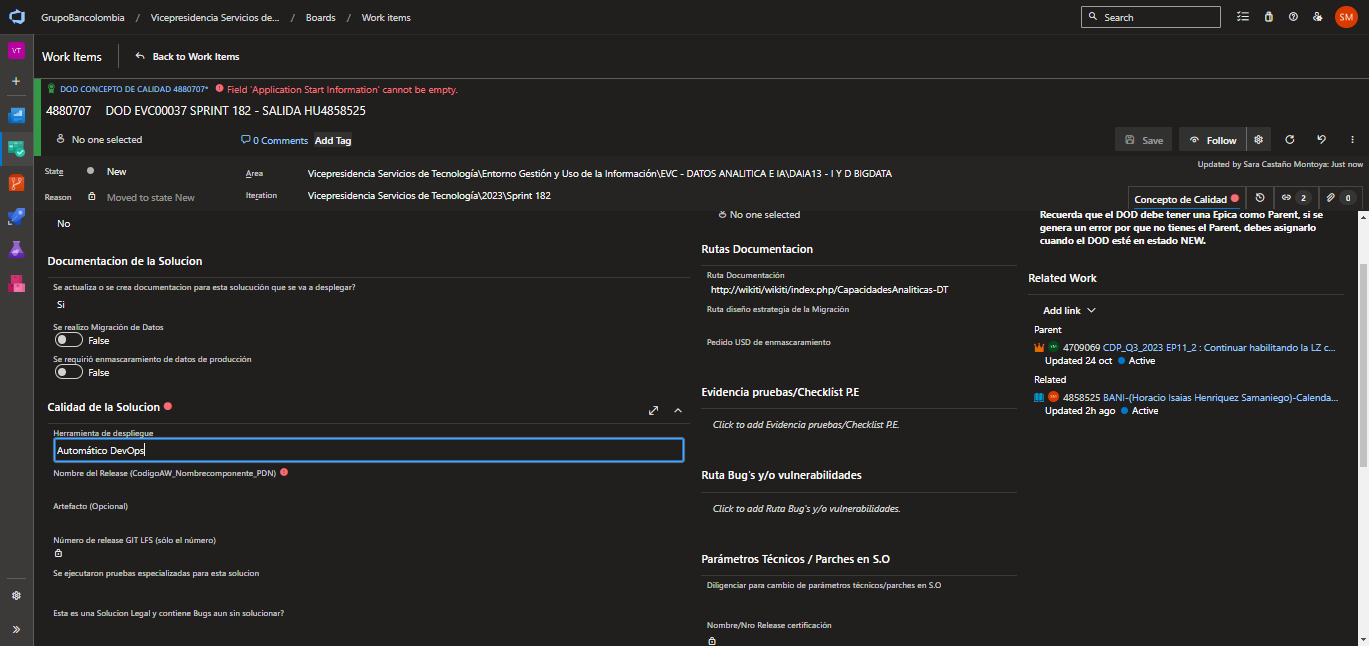 GrupoBancolombia / Vicepresidencia Servicios de... / Boards / Work items
Search
SM
VT
Work Items
Back to Work Items
DOD CONCEPTO DE CALIDAD 4880707* Field 'Application Start Information' cannot be empty.
4880707 DOD EVC00037 SPRINT 182 - SALIDA HU4858525
No one selected
0 Comments
Add Tag
Save
Follow
Updated by Sara Castaño Montoya: Just now
State New
Area Vicepresidencia Servicios de Tecnología\Entorno Gestión y Uso de la Información\EVC - DATOS ANALITICA E IA\DAIA13 - I Y D BIGDATA
Reason Moved to state New
Iteration Vicepresidencia Servicios de Tecnología\2023\Sprint 182
Concepto de Calidad
2
0
No
Documentacion de la Solucion
Se actualiza o se crea documentacion para esta solucución que se va a desplegar?
Si
Se realizo Migración de Datos
False
Se requirió enmascaramiento de datos de producción
False
Calidad de la Solucion
Herramienta de despliegue
Automático DevOps
Nombre del Release (CodigoAW_Nombrecomponente_PDN)
Artefacto (Opcional)
Número de release GIT LFS (sólo el número)
Se ejecutaron pruebas especializadas para esta solucion
Esta es una Solucion Legal y contiene Bugs aun sin solucionar?
No one selected
Rutas Documentacion
Ruta Documentación
http://wikiti/wikiti/index.php/CapacidadesAnaliticas-DT
Ruta diseño estrategia de la Migración
Pedido USD de enmascaramiento
Evidencia pruebas/Checklist P.E
Click to add Evidencia pruebas/Checklist P.E.
Ruta Bug's y/o vulnerabilidades
Click to add Ruta Bug's y/o vulnerabilidades.
Parámetros Técnicos / Parches en S.O
Diligenciar para cambio de parámetros técnicos/parches en S.O
Nombre/Nro Release certificación
Recuerda que el DOD debe tener una Epica como Parent, si se
genera un error por que no tienes el Parent, debes asignarlo
cuando el DOD esté en estado NEW.
Related Work
Add link
Parent
4709069 CDP_Q3_2023 EP11_2 : Continuar habilitando la LZ c...
Updated 24 oct Active
Related
4858525 BANI-(Horacio Isaias Henriquez Samaniego)-Calenda...
Updated 2h ago Active